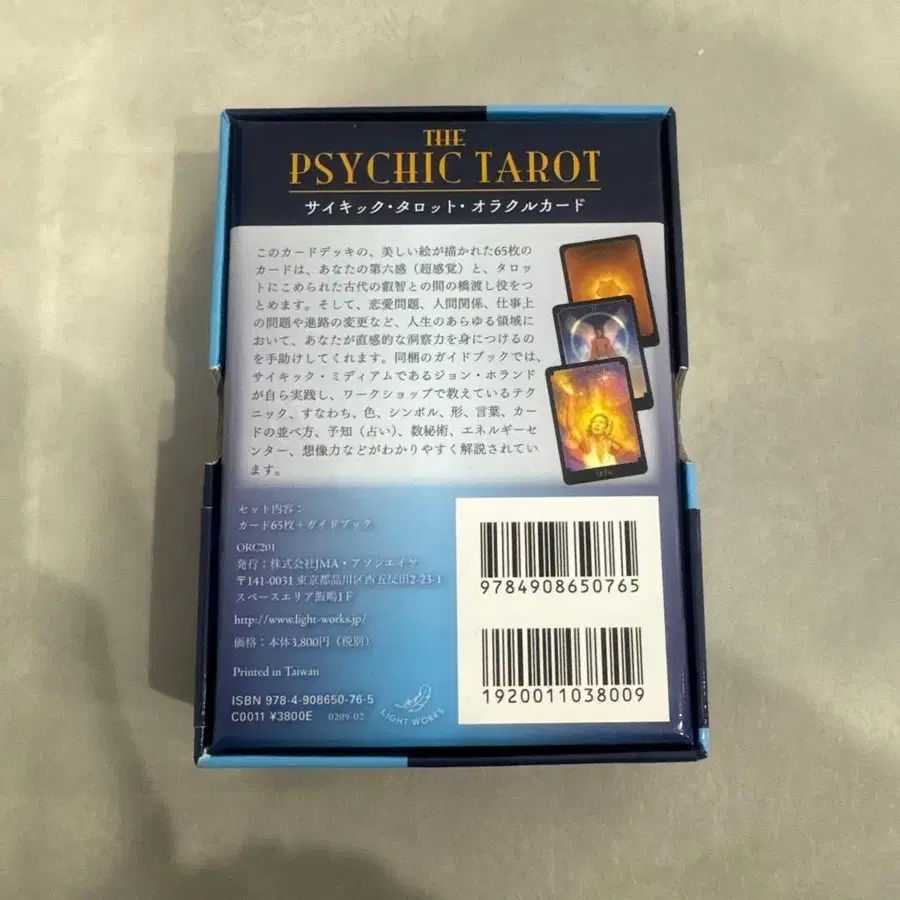 THE
PSYCHIC TAROT
サイキック・タロット・オラクルカード
このカードデッキの、美しい絵が描かれた65枚の
カードは、あなたの第六感（超感覚）と、タロッ
トにこめられた古代の叡智との間の橋渡し役をつ
とめます。そして、恋愛問題、人間関係、仕事上
の問題や進路の変更など、人生のあらゆる領域に
おいて、あなたが直感的な洞察力を身につけるの
を手助けしてくれます。同梱のガイドブックでは、
サイキック・ミディアムであるジョン・ホランド
が自ら実践し、ワークショップで教えているテク
ニック、すなわち、色、シンボル、形、言葉、カー
ドの並べ方、予知（占い）、数秘術、エネルギーセ
ンター、想像力などがわかりやすく解説されてい
ます。
セット内容：
カード65枚＋ガイドブック
ORC201
発行：株式会社JMA・アソシエイツ
〒141-0031 東京都品川区西五反田2-23-1
スペースエリア飯嶋1F
http://www.light-works.jp/
価格：本体3,800円（税別）
Printed in Taiwan
ISBN 978-4-908650-76-5
C0011 ¥3800E 0209-02
LIGHT WORKS
9784908650765
1920011038009